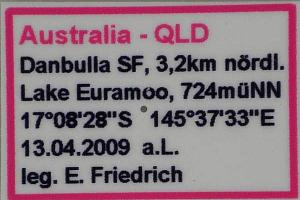 Australia - QLD
Danbulla SF, 3,2km nördl.
Lake Euramoo, 724müNN
17°08'28"S 145°37'33"E
13.04.2009 a.L.
leg. E. Friedrich